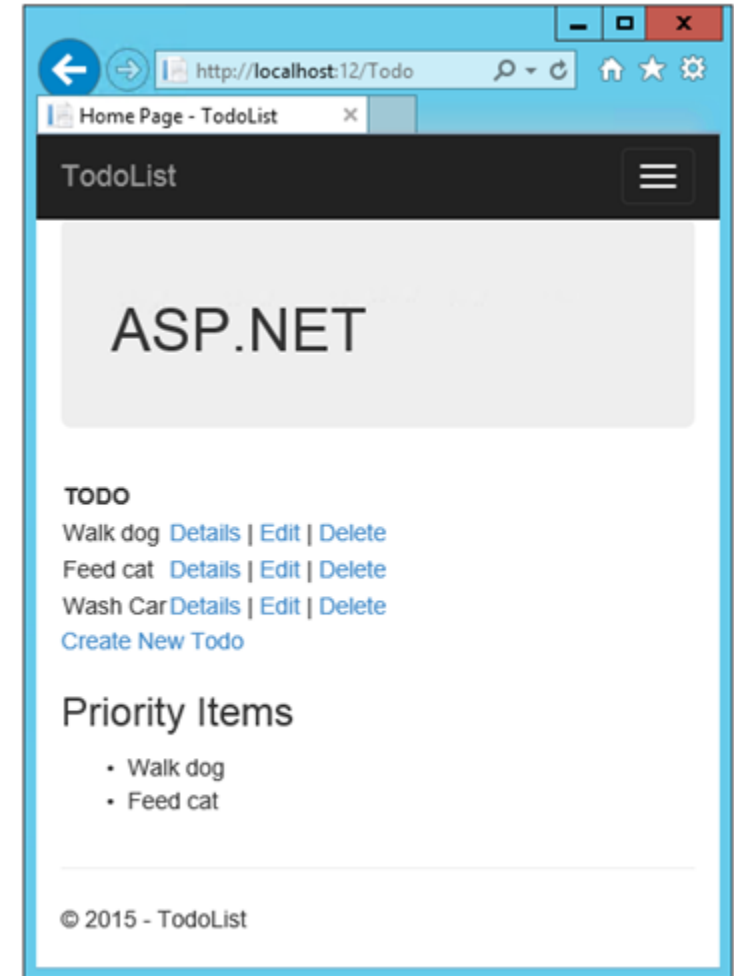 http://localhost:12/Todo
Home Page - TodoList
TodoList
ASP.NET
TODO
Walk dog Details | Edit | Delete
Feed cat Details | Edit | Delete
Wash Car Details | Edit | Delete
Create New Todo
Priority Items
• Walk dog
• Feed cat
© 2015 - TodoList